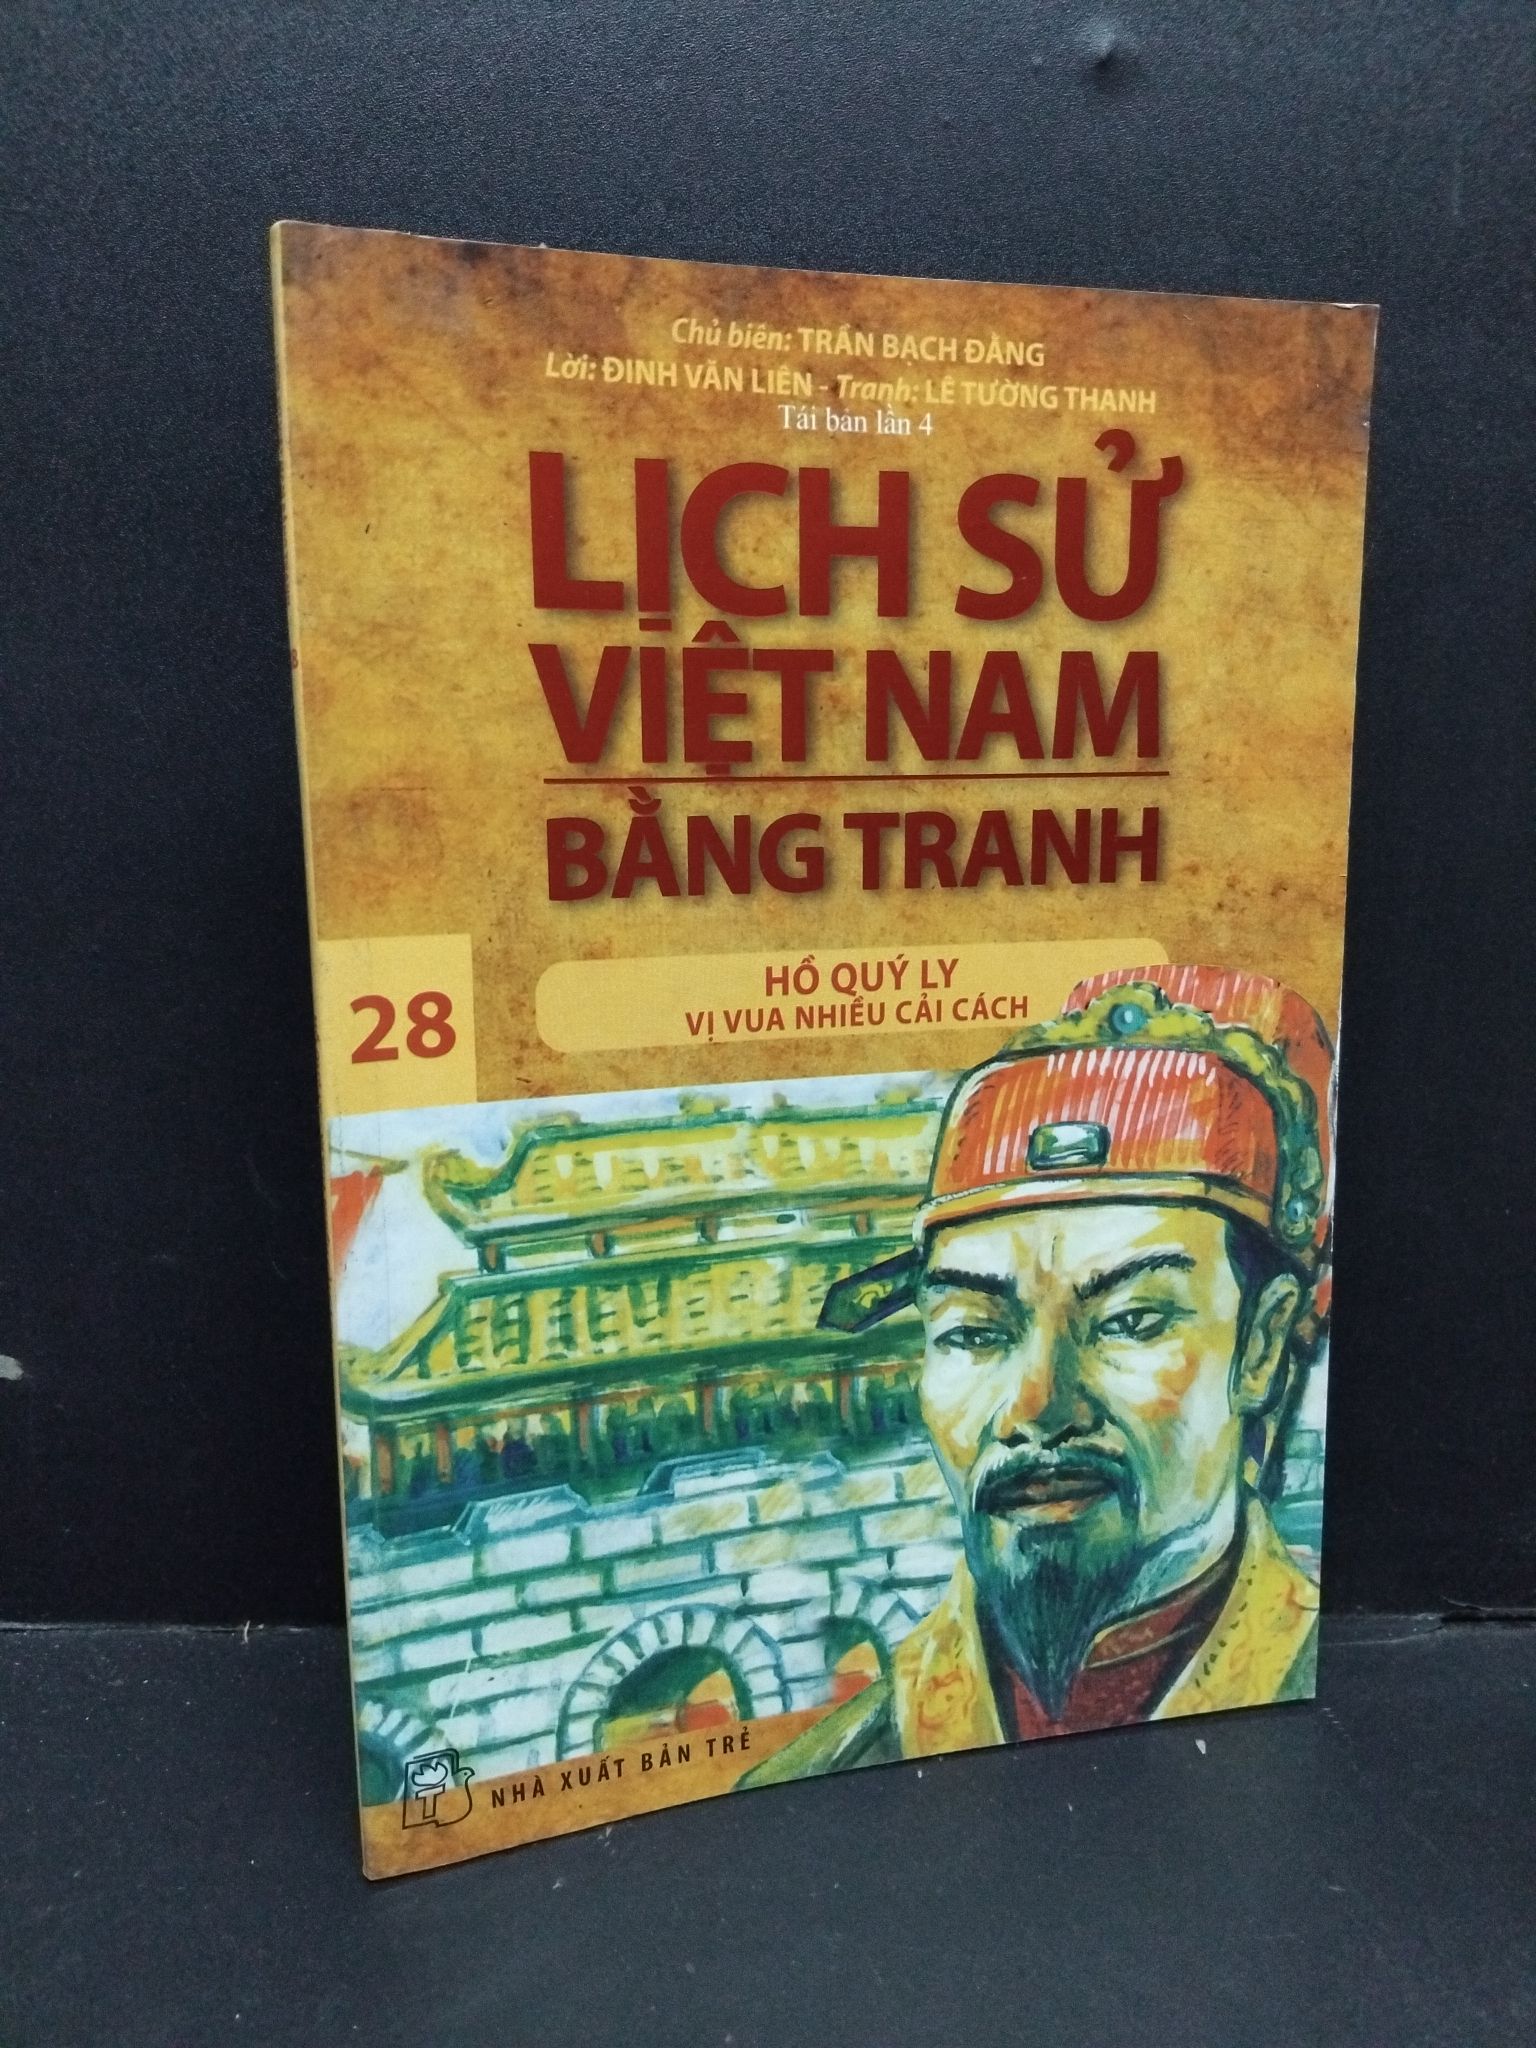 Chủ biên: TRẦN BẠCH ĐẰNG
Lời: ĐINH VĂN LIÊN - Tranh: LÊ TƯỜNG THANH
Tái bản lần 4
LỊCH SỬ
VIỆT NAM
BẰNG TRANH
28
HỒ QUÝ LY
VỊ VUA NHIỀU CẢI CÁCH
T
NHÀ XUẤT BẢN TRẺ